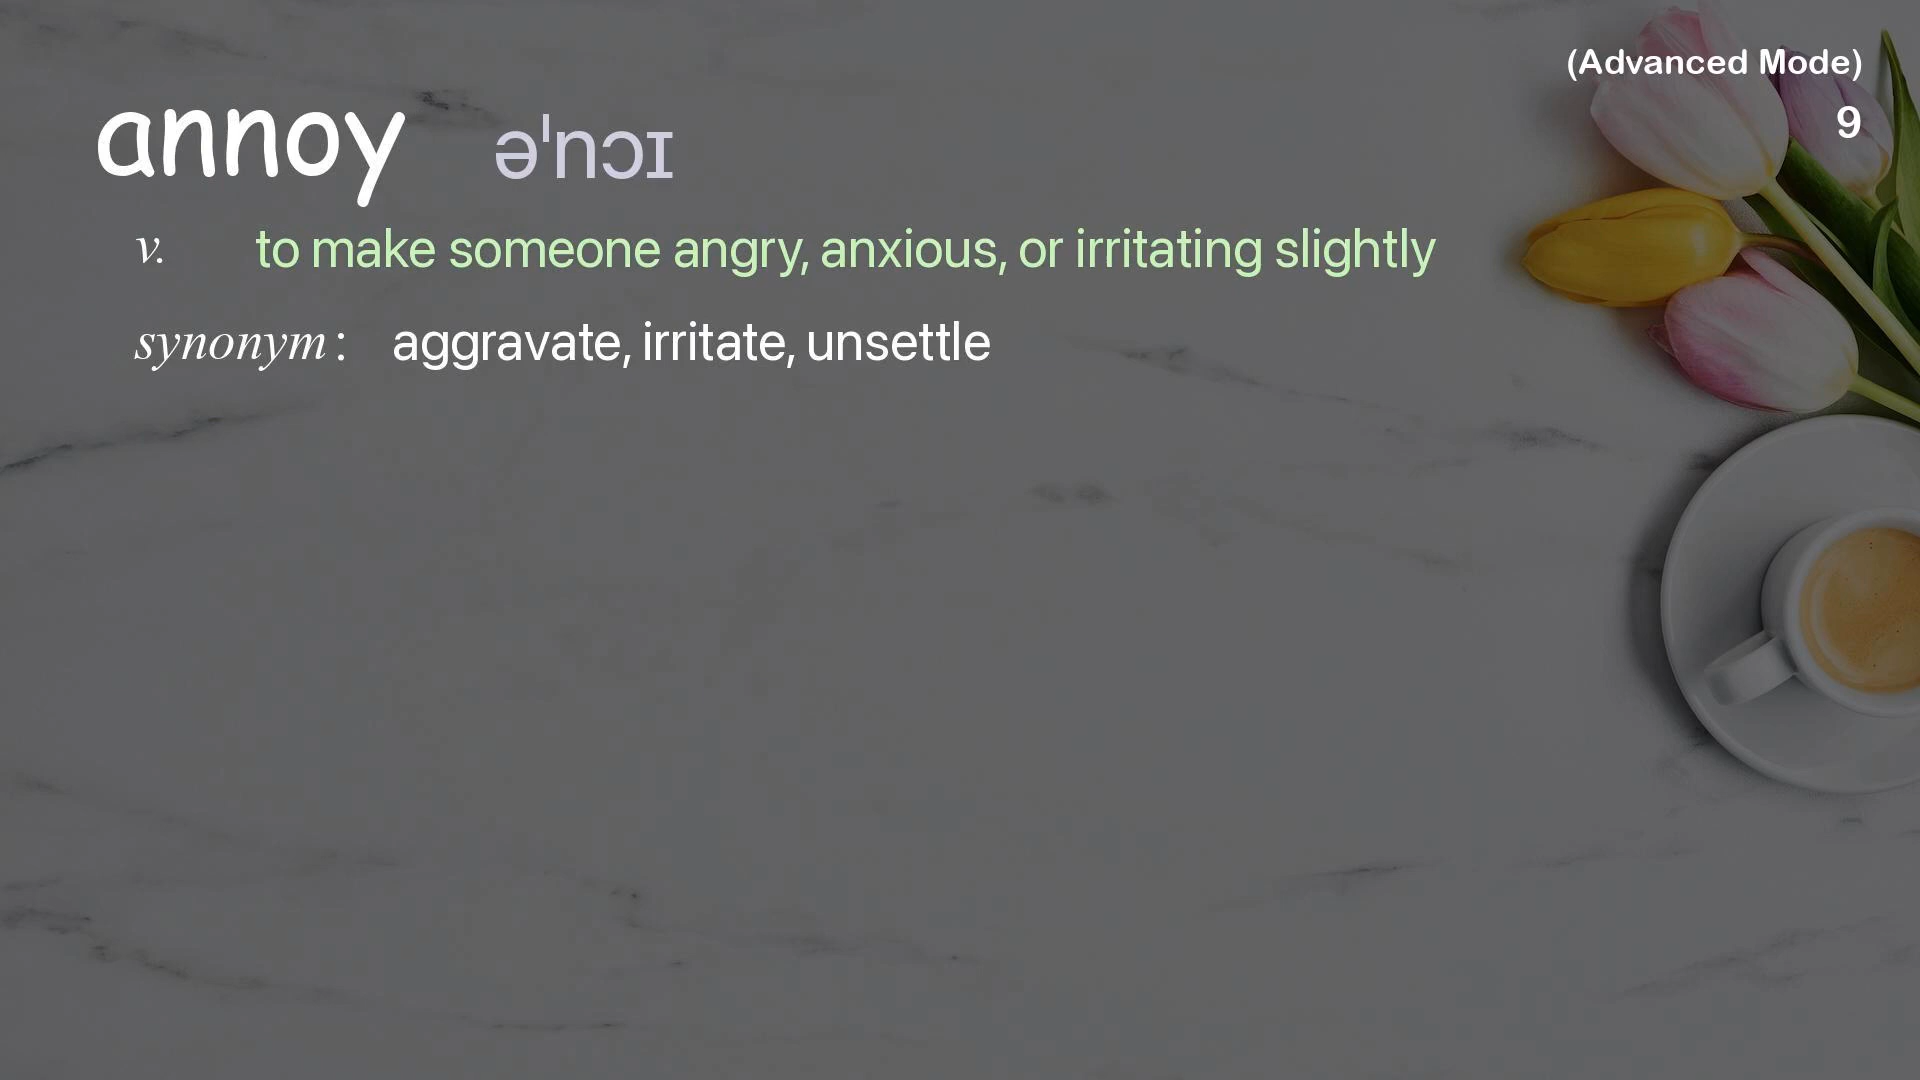 (Advanced Mode)
9
annoy əˈnɔɪ
v. to make someone angry, anxious, or irritating slightly
synonym: aggravate, irritate, unsettle